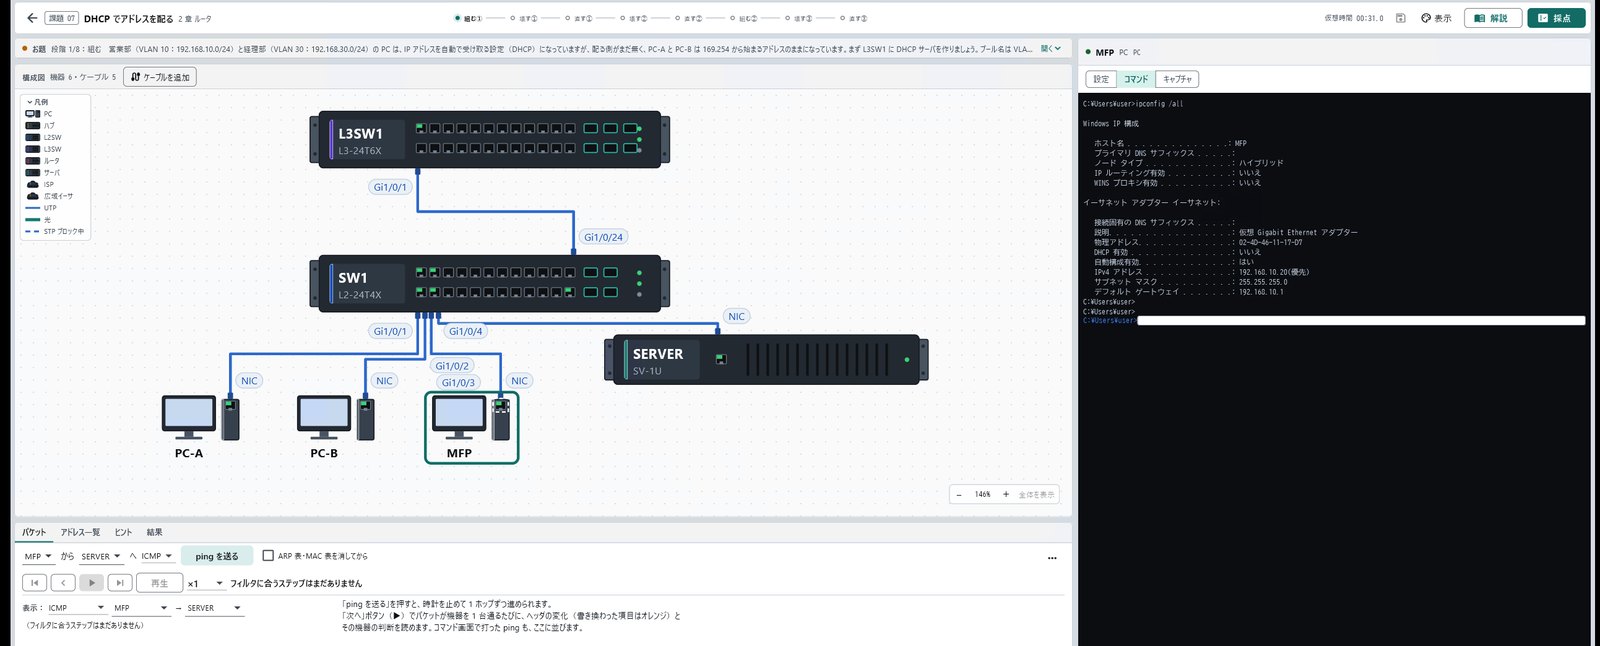 課題 07 DHCP でアドレスを配る 2 章 ルータ
組む① 壊す① 直す① 壊す② 直す② 組む② 壊す③ 直す③
仮想時間 00:31.0 表示 解説 採点
お題 段階 1/8：組む 営業部（VLAN 10：192.168.10.0/24）と経理部（VLAN 30：192.168.30.0/24）の PC は、IP アドレスを自動で受け取る設定（DHCP）になっていますが、配る側がまだ無く、PC-A と PC-B は 169.254 から始まるアドレスのままになっています。まず L3SW1 に DHCP サーバを作りましょう。プール名は VLA... 開く
構成図 機器 6・ケーブル 5 ケーブルを追加
凡例
PC
ハブ
L2SW
L3SW
ルータ
サーバ
ISP
広域イーサ
UTP
光
STP ブロック中
L3SW1
L3-24T6X
Gi1/0/1
Gi1/0/24
SW1
L2-24T4X
Gi1/0/1
Gi1/0/4
Gi1/0/2
Gi1/0/3
NIC
SERVER
SV-1U
NIC
NIC
NIC
PC-A
PC-B
MFP
146% 全体を表示
パケット アドレス一覧 ヒント 結果
MFP から SERVER へ ICMP ping を送る ARP 表・MAC 表を消してから
再生 ×1 フィルタに合うステップはまだありません
表示： ICMP MFP → SERVER
（フィルタに合うステップはまだありません）
「ping を送る」を押すと、時計を止めて 1 ホップずつ進められます。
「次へ」ボタン（▶）でパケットが機器を 1 台通るたびに、ヘッダの変化（書き換わった項目はオレンジ）と
その機器の判断を読めます。コマンド画面で打った ping も、ここに並びます。
MFP PC PC
設定 コマンド キャプチャ
C:¥Users¥user>ipconfig /all
Windows IP 構成
ホスト名 . . . . . . . . . . . . . .: MFP
プライマリ DNS サフィックス . . . . .:
ノード タイプ . . . . . . . . . . . .: ハイブリッド
IP ルーティング有効 . . . . . . . . .: いいえ
WINS プロキシ有効 . . . . . . . . . .: いいえ
イーサネット アダプター イーサネット:
接続固有の DNS サフィックス . . . . .:
説明. . . . . . . . . . . . . . . . .: 仮想 Gigabit Ethernet アダプター
物理アドレス. . . . . . . . . . . . .: 02-4D-46-11-17-D7
DHCP 有効 . . . . . . . . . . . . . .: いいえ
自動構成有効. . . . . . . . . . . . .: はい
IPv4 アドレス . . . . . . . . . . . .: 192.168.10.20(優先)
サブネット マスク . . . . . . . . . .: 255.255.255.0
デフォルト ゲートウェイ . . . . . . .: 192.168.10.1
C:¥Users¥user>
C:¥Users¥user>
C:¥Users¥user>